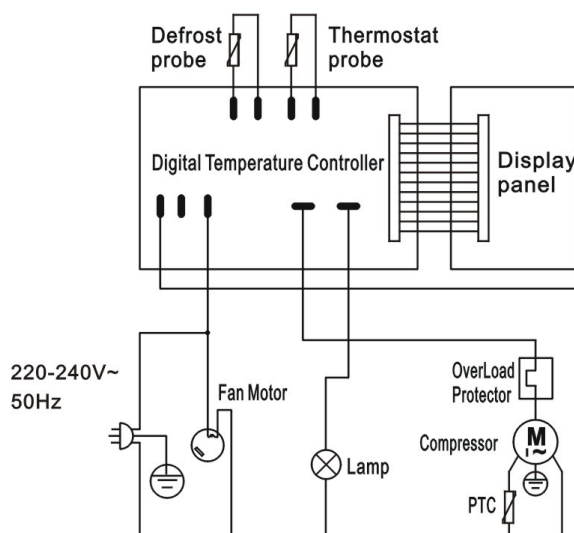 Defrost
probe
Thermostat
probe
Digital Temperature Controller
Display
panel
220-240V~
50Hz
Fan Motor
Lamp
OverLoad
Protector
Compressor
M
1~
PTC